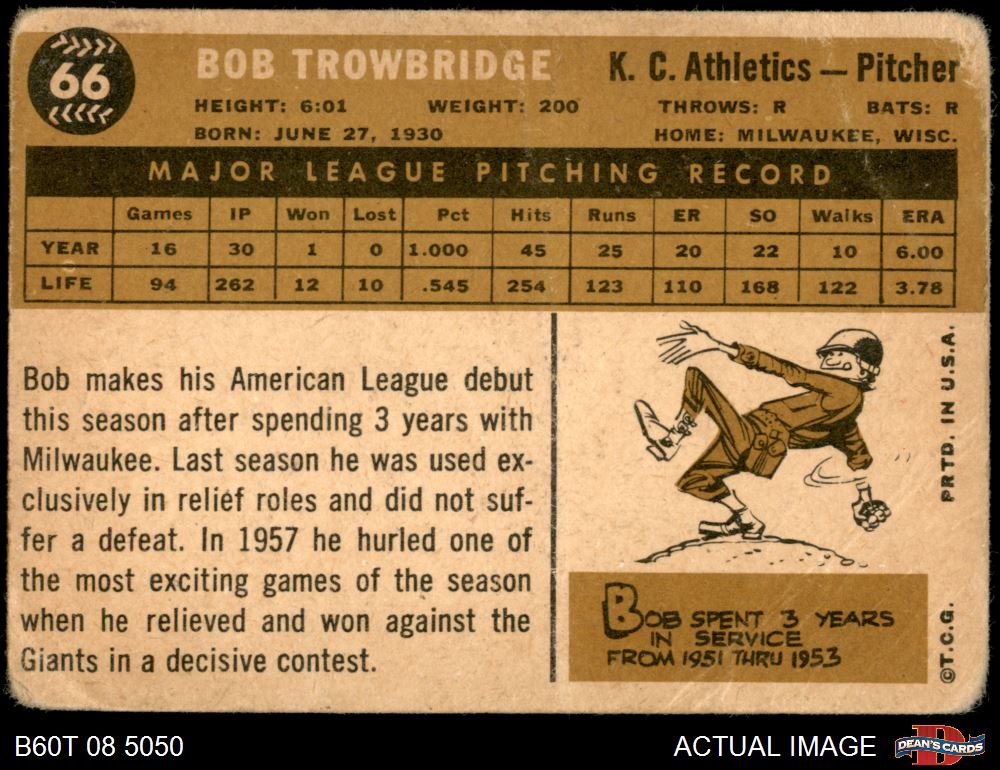 66
BOB TROWBRIDGE K. C. Athletics — Pitcher
HEIGHT: 6:01 WEIGHT: 200 THROWS: R BATS: R
BORN: JUNE 27, 1930 HOME: MILWAUKEE, WISC.
MAJOR LEAGUE PITCHING RECORD
Games IP Won Lost Pct Hits Runs ER SO Walks ERA
YEAR 16 30 1 0 1.000 45 25 20 22 10 6.00
LIFE 94 262 12 10 .545 254 123 110 168 122 3.78
Bob makes his American League debut
this season after spending 3 years with
Milwaukee. Last season he was used ex-
clusively in relief roles and did not suf-
fer a defeat. In 1957 he hurled one of
the most exciting games of the season
when he relieved and won against the
Giants in a decisive contest.
BOB SPENT 3 YEARS
IN SERVICE
FROM 1951 THRU 1953
©T.C.G. PRTD. IN U.S.A.
B60T 08 5050 ACTUAL IMAGE DEAN'S CARDS